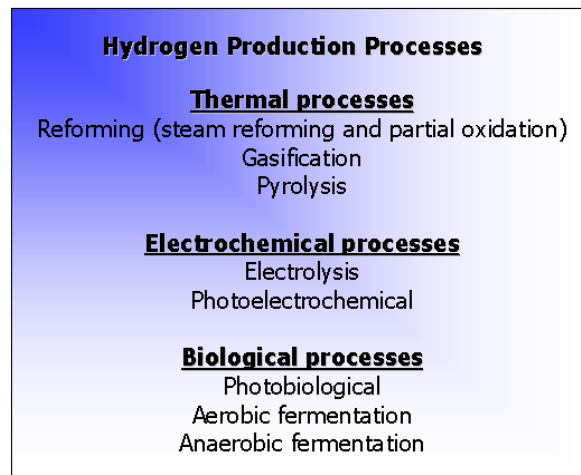 Hydrogen Production Processes
Thermal processes
Reforming (steam reforming and partial oxidation)
Gasification
Pyrolysis
Electrochemical processes
Electrolysis
Photoelectrochemical
Biological processes
Photobiological
Aerobic fermentation
Anaerobic fermentation